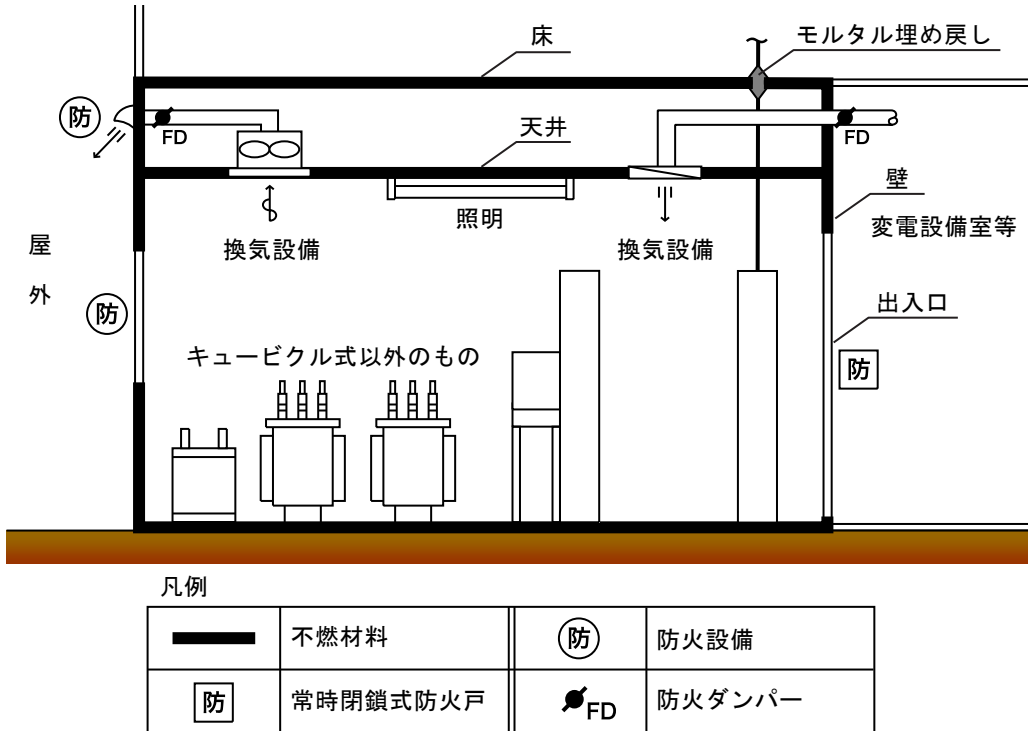 床
モルタル埋め戻し
防
FD
FD
天井
壁
照明
変電設備室等
換気設備
換気設備
屋外
出入口
防
キュービクル式以外のもの
防
凡例
不燃材料
防
防火設備
防
常時閉鎖式防火戸
FD
防火ダンパー